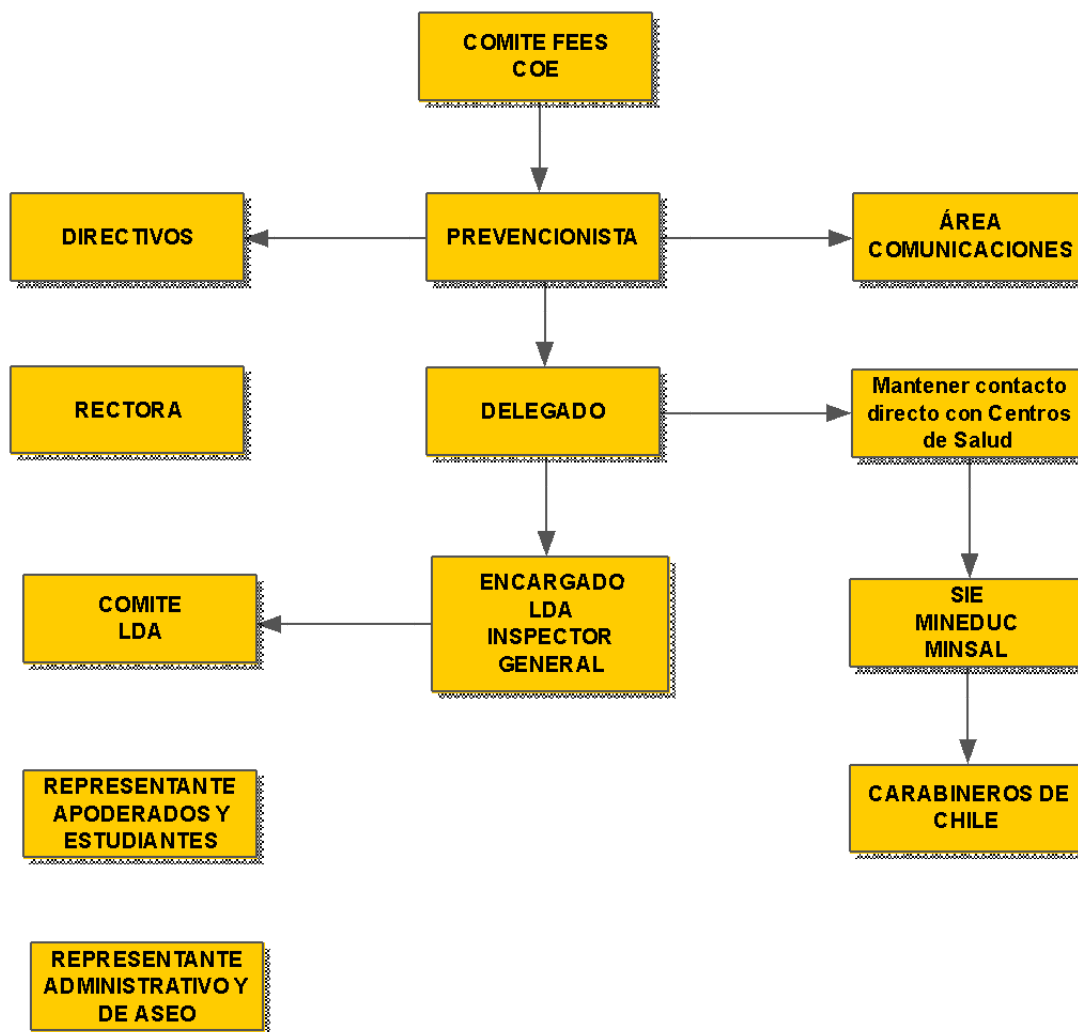 COMITE FEES
COE
DIRECTIVOS
PREVENCIONISTA
ÁREA
COMUNICACIONES
RECTORA
DELEGADO
Mantener contacto
directo con Centros
de Salud
COMITE
LDA
ENCARGADO
LDA
INSPECTOR
GENERAL
SIE
MINEDUC
MINSAL
REPRESENTANTE
APODERADOS Y
ESTUDIANTES
CARABINEROS DE
CHILE
REPRESENTANTE
ADMINISTRATIVO Y
DE ASEO